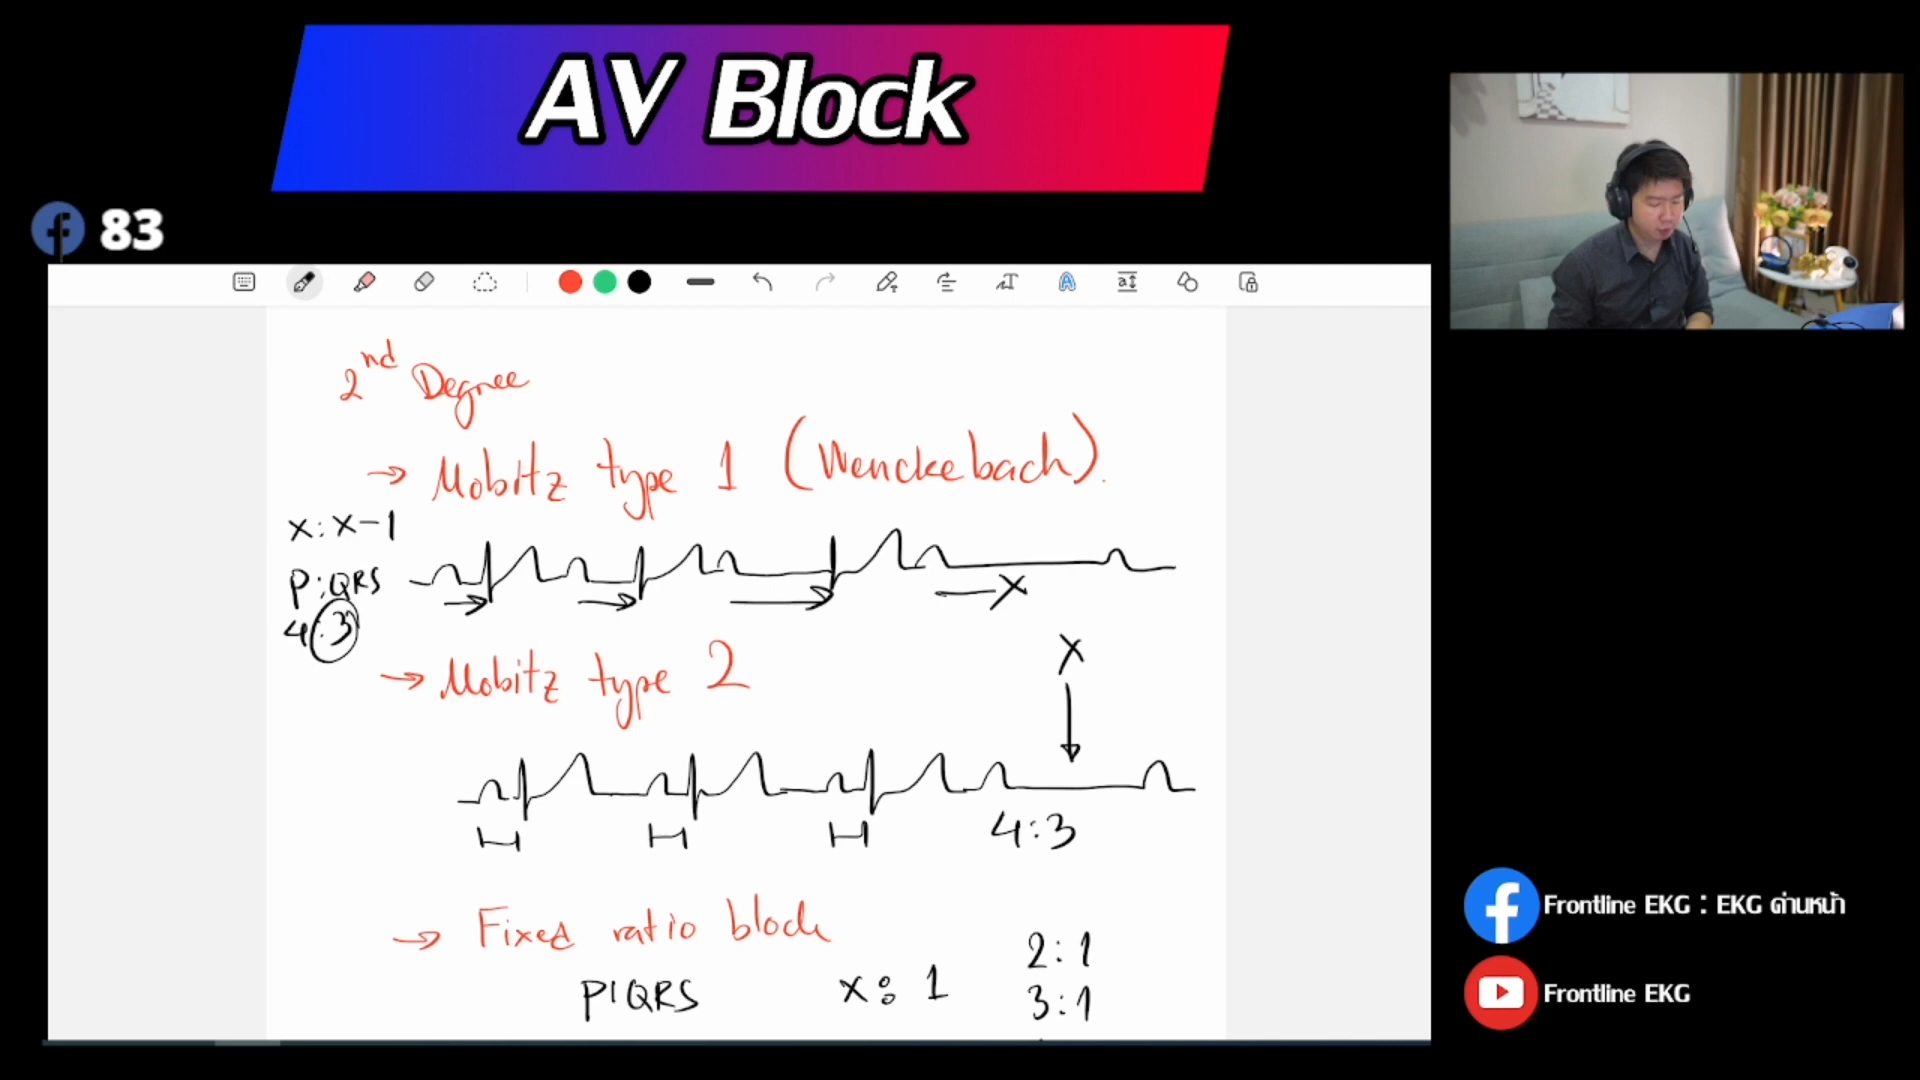 AV Block
83
2nd Degree
→ Mobitz type 1 (Wenckebach).
x:x-1
P:QRS
4:3
X
→ Mobitz type 2
X
4:3
→ Fixed ratio block
P:QRS x: 1
2:1
3:1
Frontline EKG : EKG ด่านหน้า
Frontline EKG